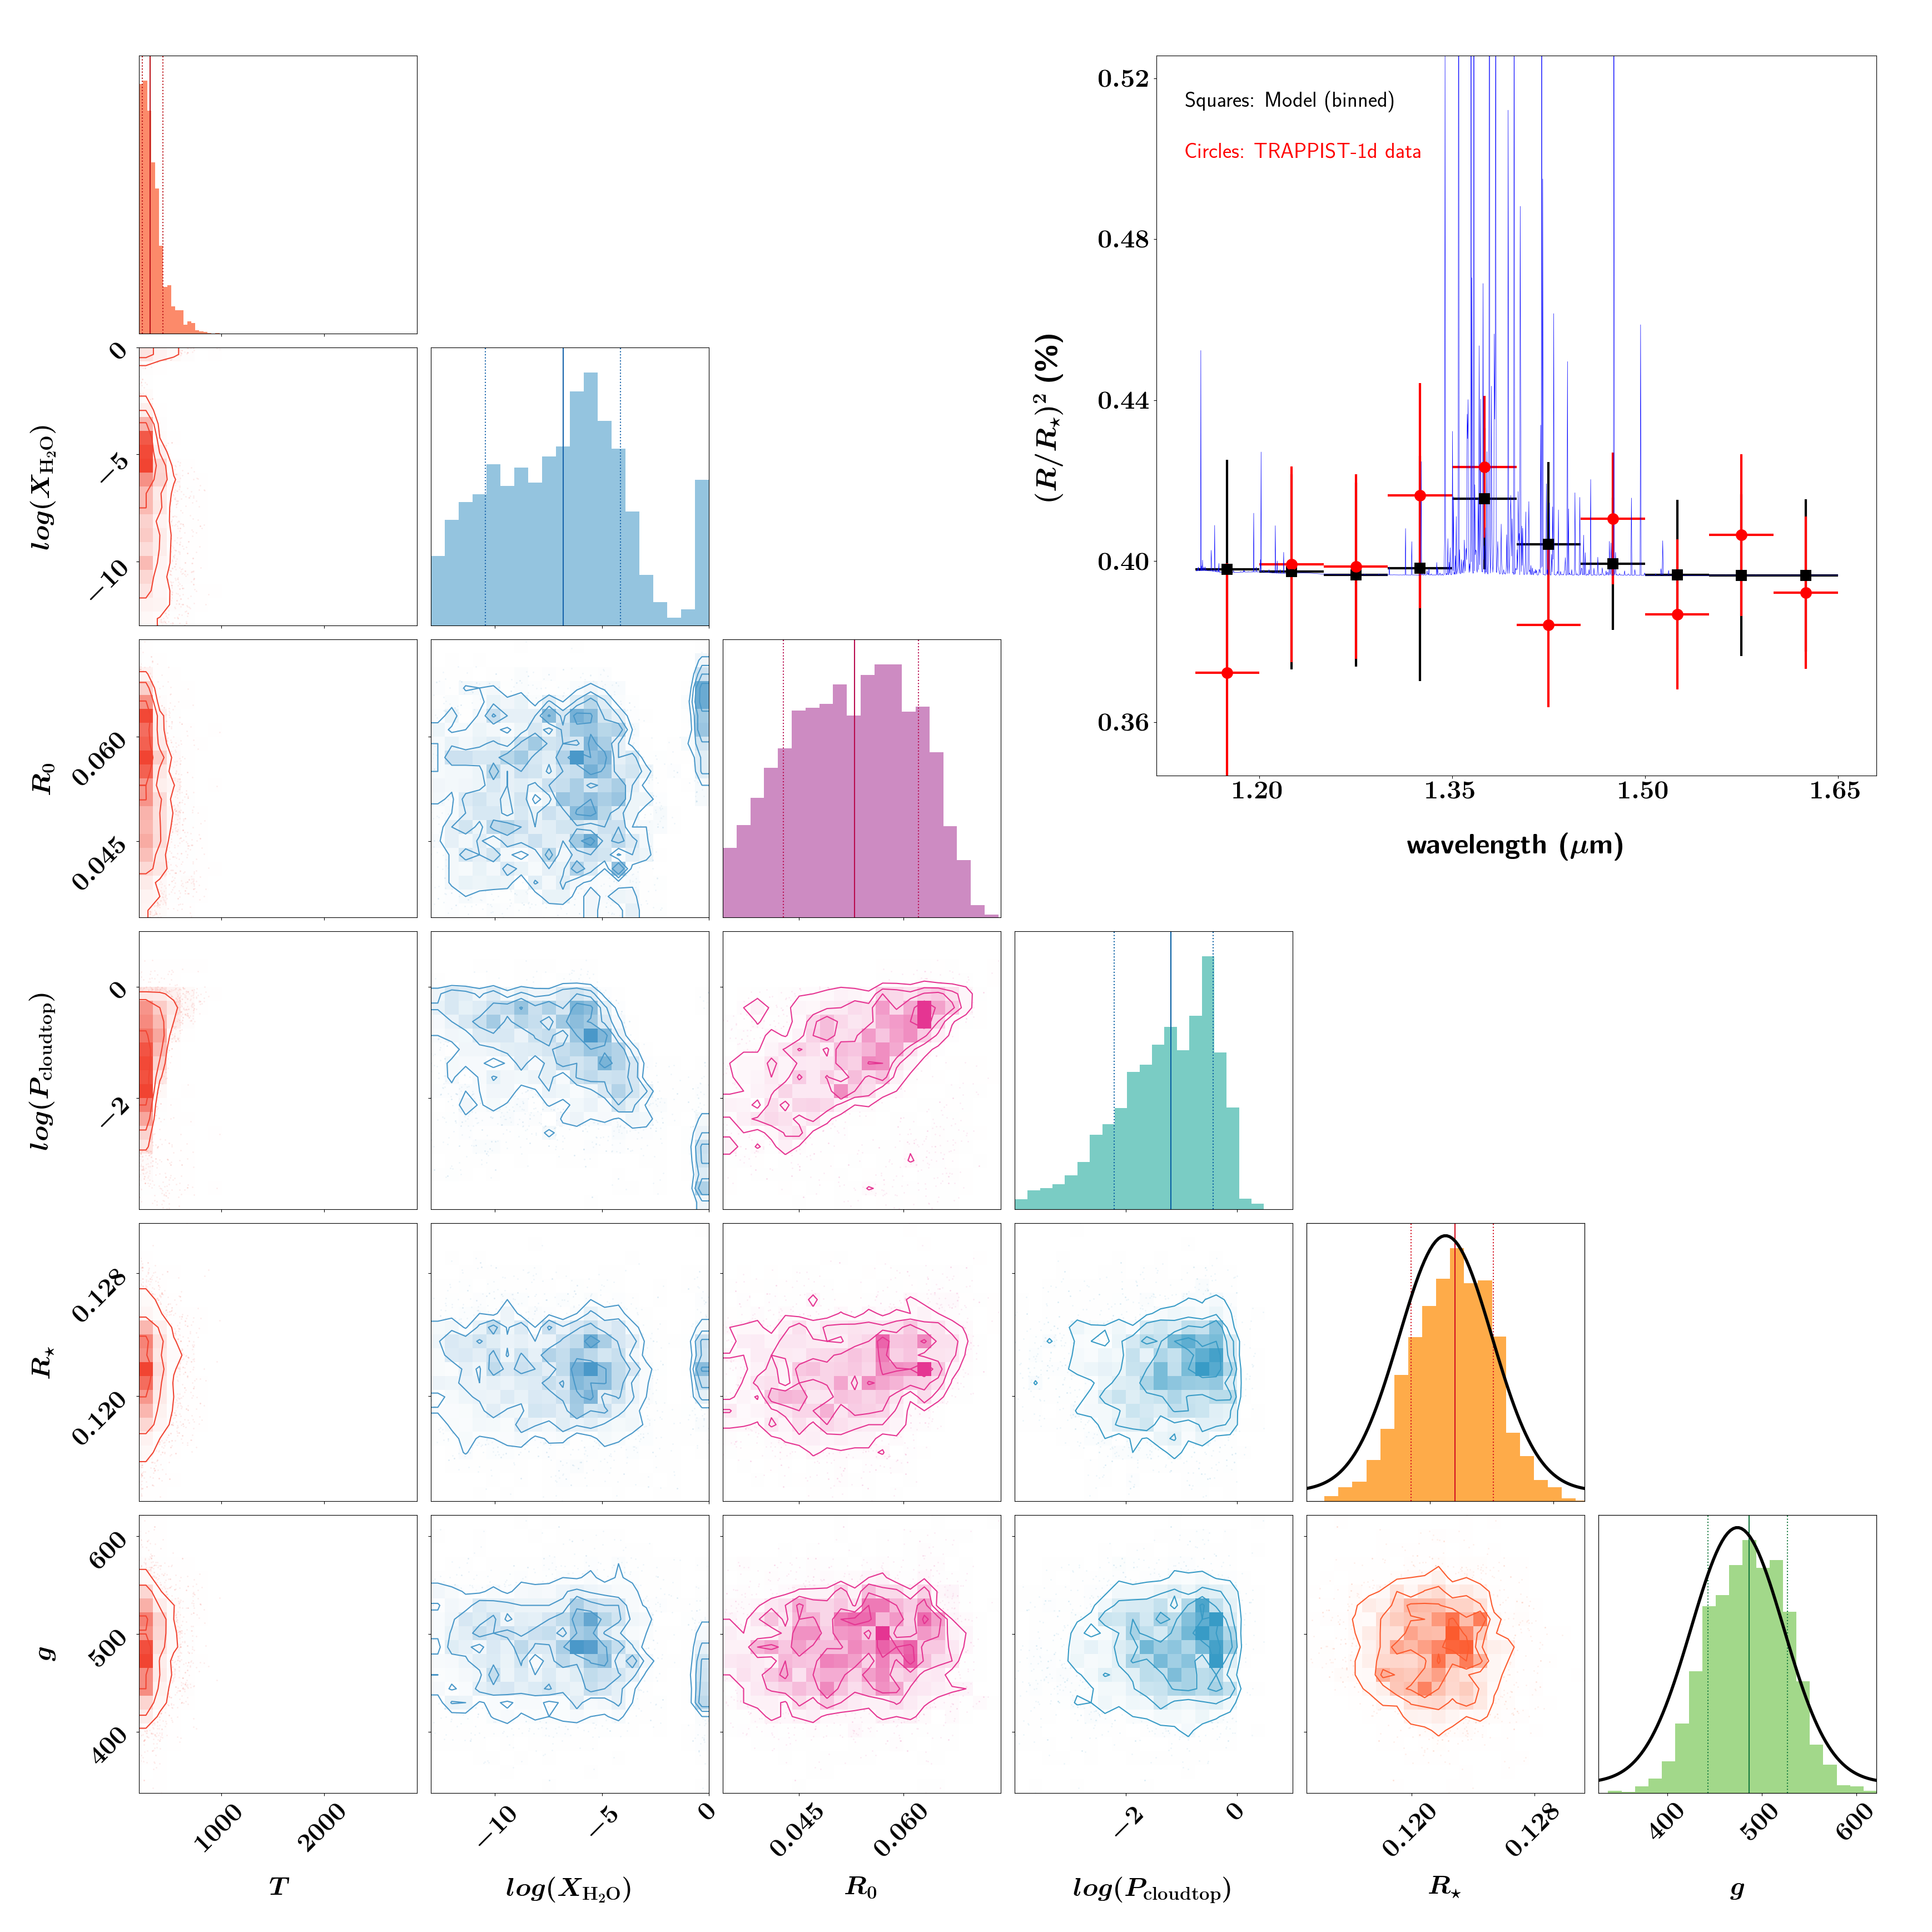 0.52
Squares: Model (binned)
Circles: TRAPPIST-1d data
0.48
0.44
0.40
0.36
(R/R⋆)² (%)
1.20 1.35 1.50 1.65
wavelength (μm)
0
−5
−10
log(X_H₂O)
0.060
0.045
R₀
0
−2
log(P_cloudtop)
0.128
0.120
R⋆
600
500
400
g
1000 2000 −10 −5 0 0.045 0.060 −2 0 0.120 0.128 400 500 600
T log(X_H₂O) R₀ log(P_cloudtop) R⋆ g